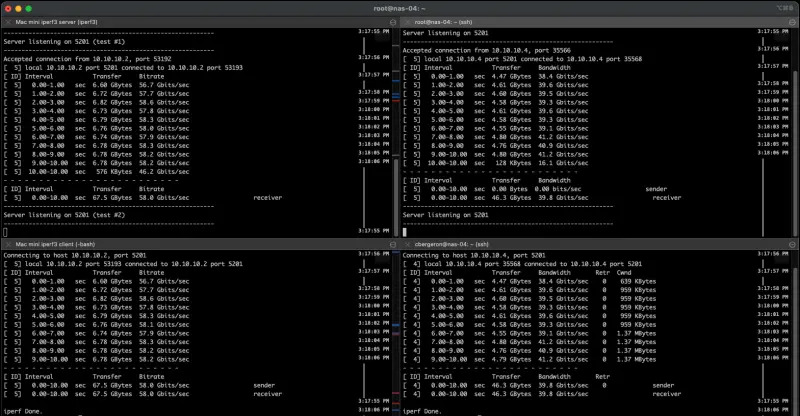 root@nas-04: ~ (ssh)
Mac mini iperf3 server (iperf3)
-----------------------------------------------------------
Server listening on 5201 (test #1)
-----------------------------------------------------------
Accepted connection from 10.10.10.2, port 53192
[  5] local 10.10.10.2 port 5201 connected to 10.10.10.2 port 53193
[ ID] Interval           Transfer     Bitrate
[  5]   0.00-1.00   sec  6.60 GBytes  56.7 Gbits/sec
[  5]   1.00-2.00   sec  6.72 GBytes  57.7 Gbits/sec
[  5]   2.00-3.00   sec  6.82 GBytes  58.6 Gbits/sec
[  5]   3.00-4.00   sec  6.73 GBytes  57.8 Gbits/sec
[  5]   4.00-5.00   sec  6.79 GBytes  58.3 Gbits/sec
[  5]   5.00-6.00   sec  6.76 GBytes  58.0 Gbits/sec
[  5]   6.00-7.00   sec  6.74 GBytes  57.9 Gbits/sec
[  5]   7.00-8.00   sec  6.78 GBytes  58.3 Gbits/sec
[  5]   8.00-9.00   sec  6.78 GBytes  58.2 Gbits/sec
[  5]   9.00-10.00  sec  6.78 GBytes  58.2 Gbits/sec
[  5]  10.00-10.00  sec   576 KBytes  46.2 Gbits/sec
- - - - - - - - - - - - - - - - - - - - - - - - -
[ ID] Interval           Transfer     Bitrate
[  5]   0.00-10.00  sec  67.5 GBytes  58.0 Gbits/sec                  receiver
-----------------------------------------------------------
Server listening on 5201 (test #2)
-----------------------------------------------------------
3:17:55 PM
3:17:56 PM
3:17:57 PM
3:17:58 PM
3:17:59 PM
3:18:00 PM
3:18:01 PM
3:18:02 PM
3:18:03 PM
3:18:04 PM
3:18:05 PM
3:18:06 PM
3:17:55 PM
root@nas-04: ~ (ssh)
Server listening on 5201
-----------------------------------------------------------
Accepted connection from 10.10.10.4, port 35566
[  5] local 10.10.10.4 port 5201 connected to 10.10.10.4 port 35568
[ ID] Interval           Transfer     Bandwidth
[  5]   0.00-1.00   sec  4.47 GBytes  38.4 Gbits/sec
[  5]   1.00-2.00   sec  4.61 GBytes  39.6 Gbits/sec
[  5]   2.00-3.00   sec  4.60 GBytes  39.5 Gbits/sec
[  5]   3.00-4.00   sec  4.58 GBytes  39.3 Gbits/sec
[  5]   4.00-5.00   sec  4.61 GBytes  39.6 Gbits/sec
[  5]   5.00-6.00   sec  4.58 GBytes  39.3 Gbits/sec
[  5]   6.00-7.00   sec  4.55 GBytes  39.1 Gbits/sec
[  5]   7.00-8.00   sec  4.80 GBytes  41.2 Gbits/sec
[  5]   8.00-9.00   sec  4.76 GBytes  40.9 Gbits/sec
[  5]   9.00-10.00  sec  4.80 GBytes  41.2 Gbits/sec
[  5]  10.00-10.00  sec   128 KBytes  16.1 Gbits/sec
- - - - - - - - - - - - - - - - - - - - - - - - -
[ ID] Interval           Transfer     Bandwidth
[  5]   0.00-10.00  sec  0.00 Bytes  0.00 bits/sec                  sender
[  5]   0.00-10.00  sec  46.3 GBytes  39.8 Gbits/sec                  receiver
-----------------------------------------------------------
Server listening on 5201
-----------------------------------------------------------
3:17:55 PM
3:17:56 PM
3:17:57 PM
3:17:58 PM
3:17:59 PM
3:18:00 PM
3:18:01 PM
3:18:02 PM
3:18:03 PM
3:18:04 PM
3:18:05 PM
3:18:06 PM
3:17:55 PM
Mac mini iperf3 client (-bash)
Connecting to host 10.10.10.2, port 5201
[  5] local 10.10.10.2 port 53193 connected to 10.10.10.2 port 5201
[ ID] Interval           Transfer     Bitrate
[  5]   0.00-1.00   sec  6.60 GBytes  56.7 Gbits/sec
[  5]   1.00-2.00   sec  6.72 GBytes  57.7 Gbits/sec
[  5]   2.00-3.00   sec  6.82 GBytes  58.6 Gbits/sec
[  5]   3.00-4.00   sec  6.73 GBytes  57.8 Gbits/sec
[  5]   4.00-5.00   sec  6.79 GBytes  58.3 Gbits/sec
[  5]   5.00-6.00   sec  6.76 GBytes  58.1 Gbits/sec
[  5]   6.00-7.00   sec  6.74 GBytes  57.9 Gbits/sec
[  5]   7.00-8.00   sec  6.78 GBytes  58.3 Gbits/sec
[  5]   8.00-9.00   sec  6.78 GBytes  58.2 Gbits/sec
[  5]   9.00-10.00  sec  6.78 GBytes  58.2 Gbits/sec
- - - - - - - - - - - - - - - - - - - - - - - - -
[ ID] Interval           Transfer     Bitrate
[  5]   0.00-10.00  sec  67.5 GBytes  58.0 Gbits/sec                  sender
[  5]   0.00-10.00  sec  67.5 GBytes  58.0 Gbits/sec                  receiver
iperf Done.
3:17:56 PM
3:17:57 PM
3:17:58 PM
3:17:59 PM
3:18:00 PM
3:18:01 PM
3:18:02 PM
3:18:03 PM
3:18:04 PM
3:18:05 PM
3:18:06 PM
3:17:55 PM
3:18:06 PM
cbergeron@nas-04: ~ (ssh)
Connecting to host 10.10.10.4, port 5201
[  4] local 10.10.10.4 port 35568 connected to 10.10.10.4 port 5201
[ ID] Interval           Transfer     Bandwidth       Retr  Cwnd
[  4]   0.00-1.00   sec  4.47 GBytes  38.4 Gbits/sec    0    639 KBytes
[  4]   1.00-2.00   sec  4.61 GBytes  39.6 Gbits/sec    0    959 KBytes
[  4]   2.00-3.00   sec  4.60 GBytes  39.5 Gbits/sec    0    959 KBytes
[  4]   3.00-4.00   sec  4.58 GBytes  39.3 Gbits/sec    0    959 KBytes
[  4]   4.00-5.00   sec  4.61 GBytes  39.6 Gbits/sec    0    959 KBytes
[  4]   5.00-6.00   sec  4.58 GBytes  39.3 Gbits/sec    0    959 KBytes
[  4]   6.00-7.00   sec  4.55 GBytes  39.1 Gbits/sec    0   1.37 MBytes
[  4]   7.00-8.00   sec  4.80 GBytes  41.2 Gbits/sec    0   1.37 MBytes
[  4]   8.00-9.00   sec  4.76 GBytes  40.9 Gbits/sec    0   1.37 MBytes
[  4]   9.00-10.00  sec  4.79 GBytes  41.2 Gbits/sec    0   1.37 MBytes
- - - - - - - - - - - - - - - - - - - - - - - - -
[ ID] Interval           Transfer     Bandwidth       Retr
[  4]   0.00-10.00  sec  46.3 GBytes  39.8 Gbits/sec    0             sender
[  4]   0.00-10.00  sec  46.3 GBytes  39.8 Gbits/sec                  receiver
iperf Done.
3:17:56 PM
3:17:57 PM
3:17:58 PM
3:17:59 PM
3:18:00 PM
3:18:01 PM
3:18:02 PM
3:18:03 PM
3:18:04 PM
3:18:05 PM
3:18:06 PM
3:17:55 PM
3:18:06 PM